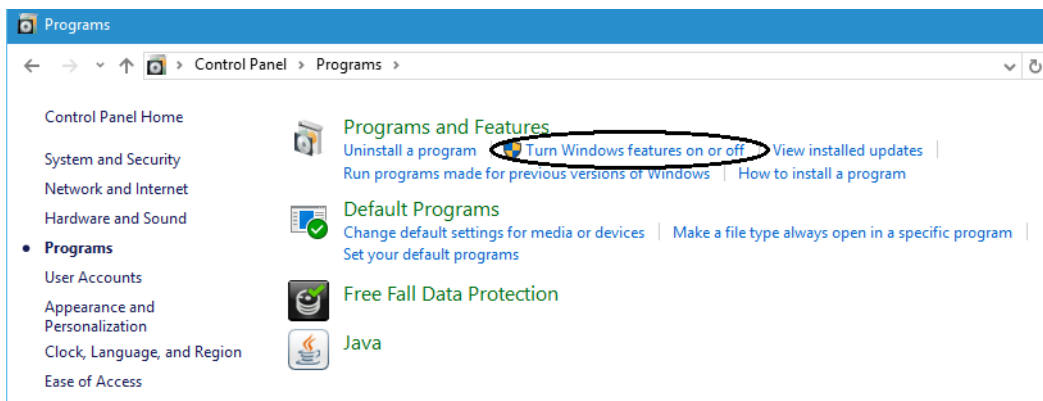 Programs
Control Panel > Programs >
Control Panel Home
System and Security
Network and Internet
Hardware and Sound
Programs
User Accounts
Appearance and
Personalization
Clock, Language, and Region
Ease of Access
Programs and Features
Uninstall a program Turn Windows features on or off View installed updates
Run programs made for previous versions of Windows How to install a program
Default Programs
Change default settings for media or devices Make a file type always open in a specific program
Set your default programs
Free Fall Data Protection
Java